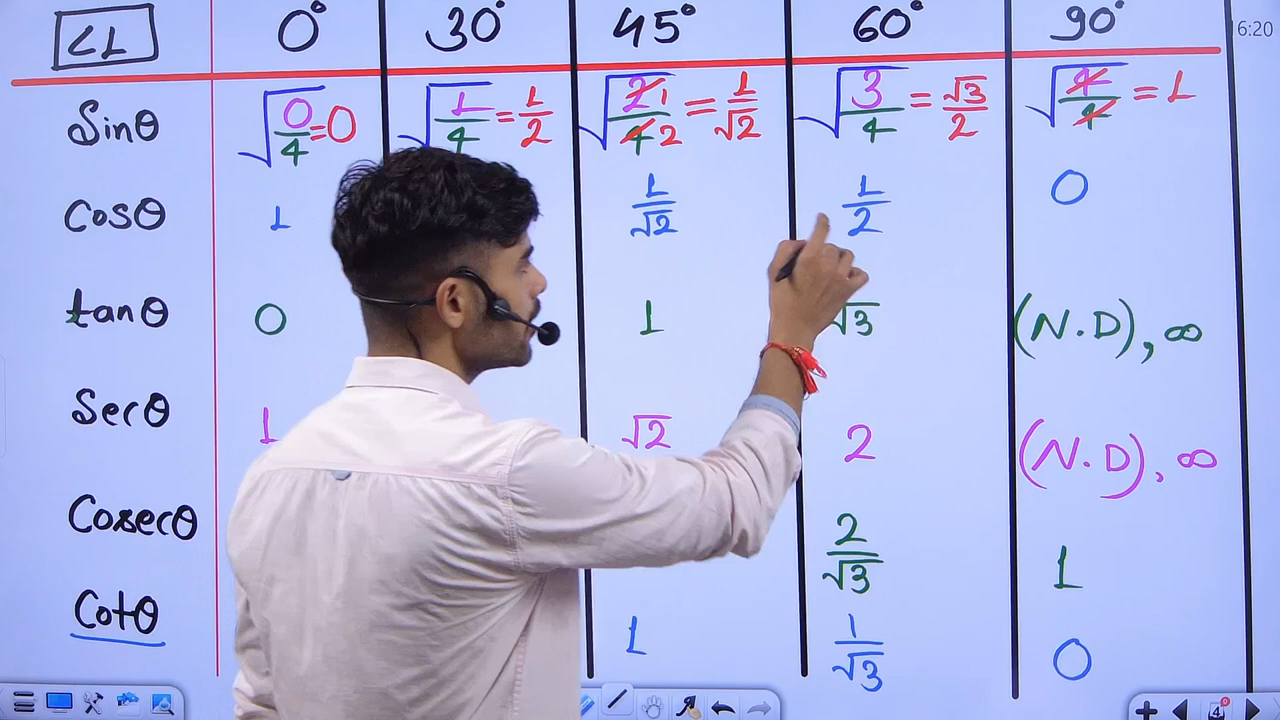 ∠L 0° 30° 45° 60° 90°
6:20
Sinθ √0/4=0 √1/4=1/2 √21/42=1/√2 √3/4=√3/2 √4/4=1
Cosθ 1 1/√2 1/2 0
tanθ 0 1 √3 (N.D), ∞
Secθ 1 √2 2 (N.D), ∞
Cosecθ 2/√3 1
Cotθ 1 1/√3 0
4